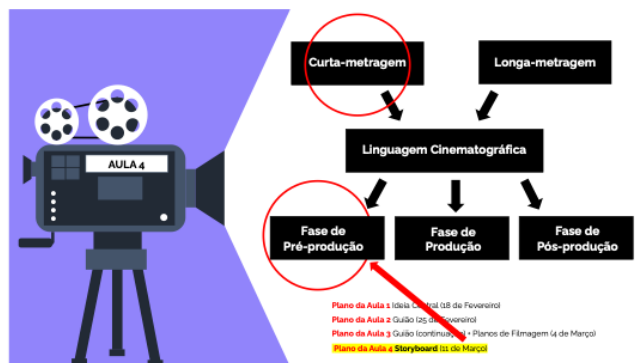 AULA 4
Curta-metragem
Longa-metragem
Linguagem Cinematográfica
Fase de
Pré-produção
Fase de
Produção
Fase de
Pós-produção
Plano da Aula 1 Ideia Central (18 de Fevereiro)
Plano da Aula 2 Guião (25 de Fevereiro)
Plano da Aula 3 Guião (continuação) + Planos de Filmagem (4 de Março)
Plano da Aula 4 Storyboard (11 de Março)